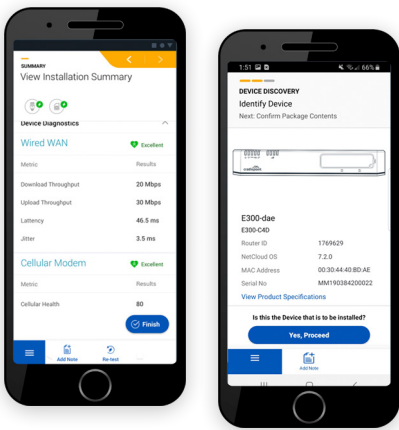 SUMMARY
View Installation Summary
Device Diagnostics
Wired WAN
Excellent
Metric
Results
Download Throughput
20 Mbps
Upload Throughput
30 Mbps
Lattency
46.5 ms
Jitter
3.5 ms
Cellular Modem
Excellent
Metric
Results
Cellular Health
80
Finish
Add Note
Re-test
1:51
66%
DEVICE DISCOVERY
Identify Device
Next: Confirm Package Contents
cradlepoint
E300-dae
E300-C4D
Router ID
1769629
NetCloud OS
7.2.0
MAC Address
00:30:44:40:BD:AE
Serial No
MM190384200022
View Product Specifications
Is this the Device that is to be installed?
Yes, Proceed
Add Note